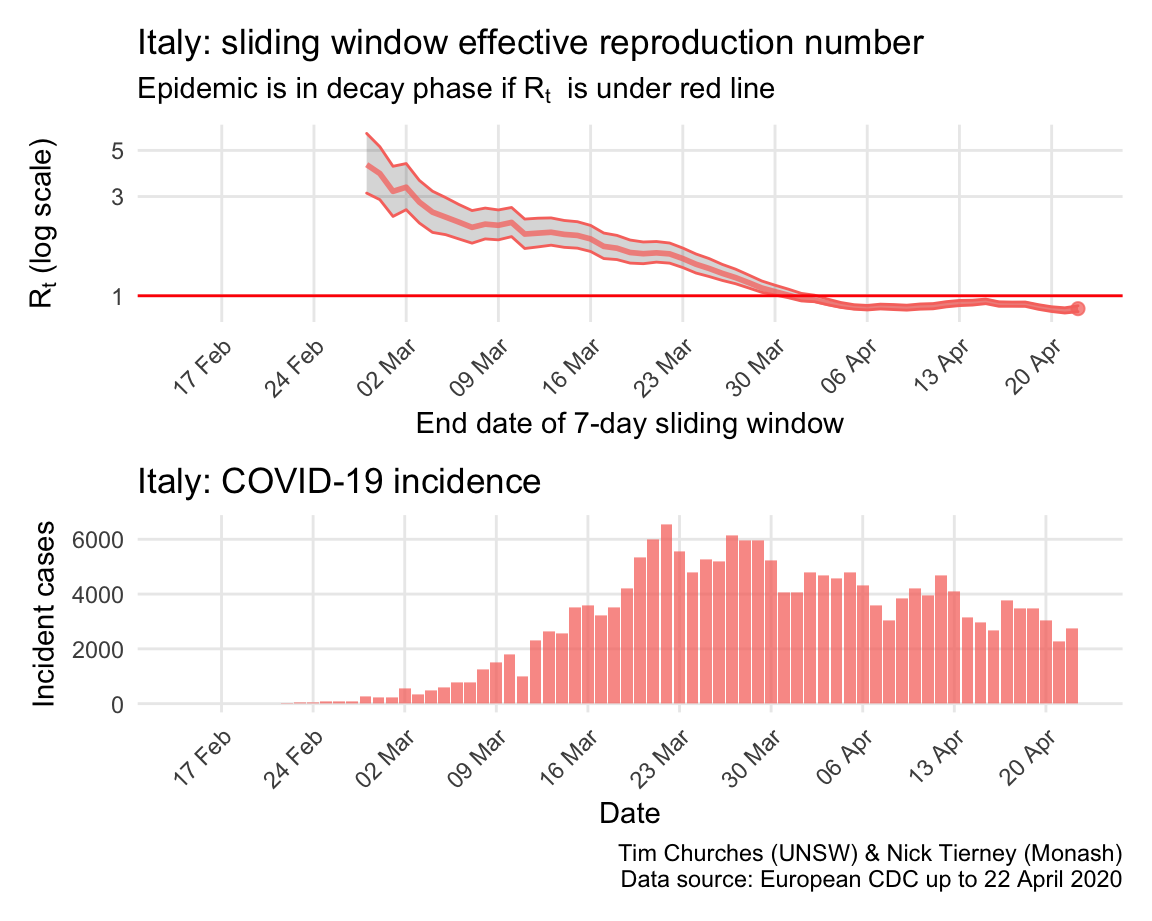 Italy: sliding window effective reproduction number
Epidemic is in decay phase if Rt is under red line
Rt (log scale)
5
3
1
17 Feb
24 Feb
02 Mar
09 Mar
16 Mar
23 Mar
30 Mar
06 Apr
13 Apr
20 Apr
End date of 7-day sliding window
Italy: COVID-19 incidence
Incident cases
6000
4000
2000
0
17 Feb
24 Feb
02 Mar
09 Mar
16 Mar
23 Mar
30 Mar
06 Apr
13 Apr
20 Apr
Date
Tim Churches (UNSW) & Nick Tierney (Monash)
Data source: European CDC up to 22 April 2020